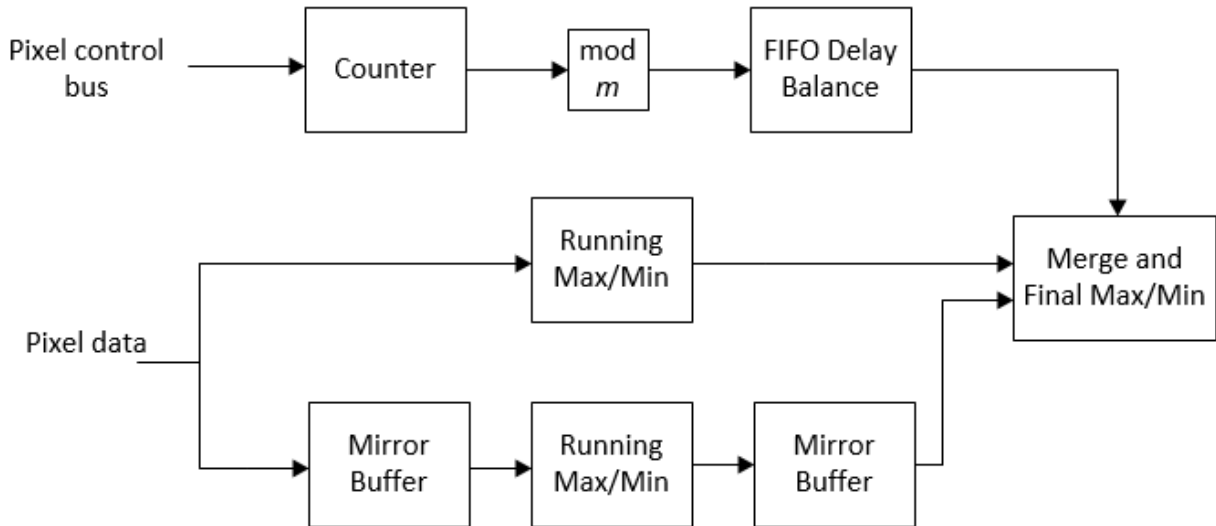 Pixel control
bus
Counter
mod
m
FIFO Delay
Balance
Running
Max/Min
Merge and
Final Max/Min
Pixel data
Mirror
Buffer
Running
Max/Min
Mirror
Buffer